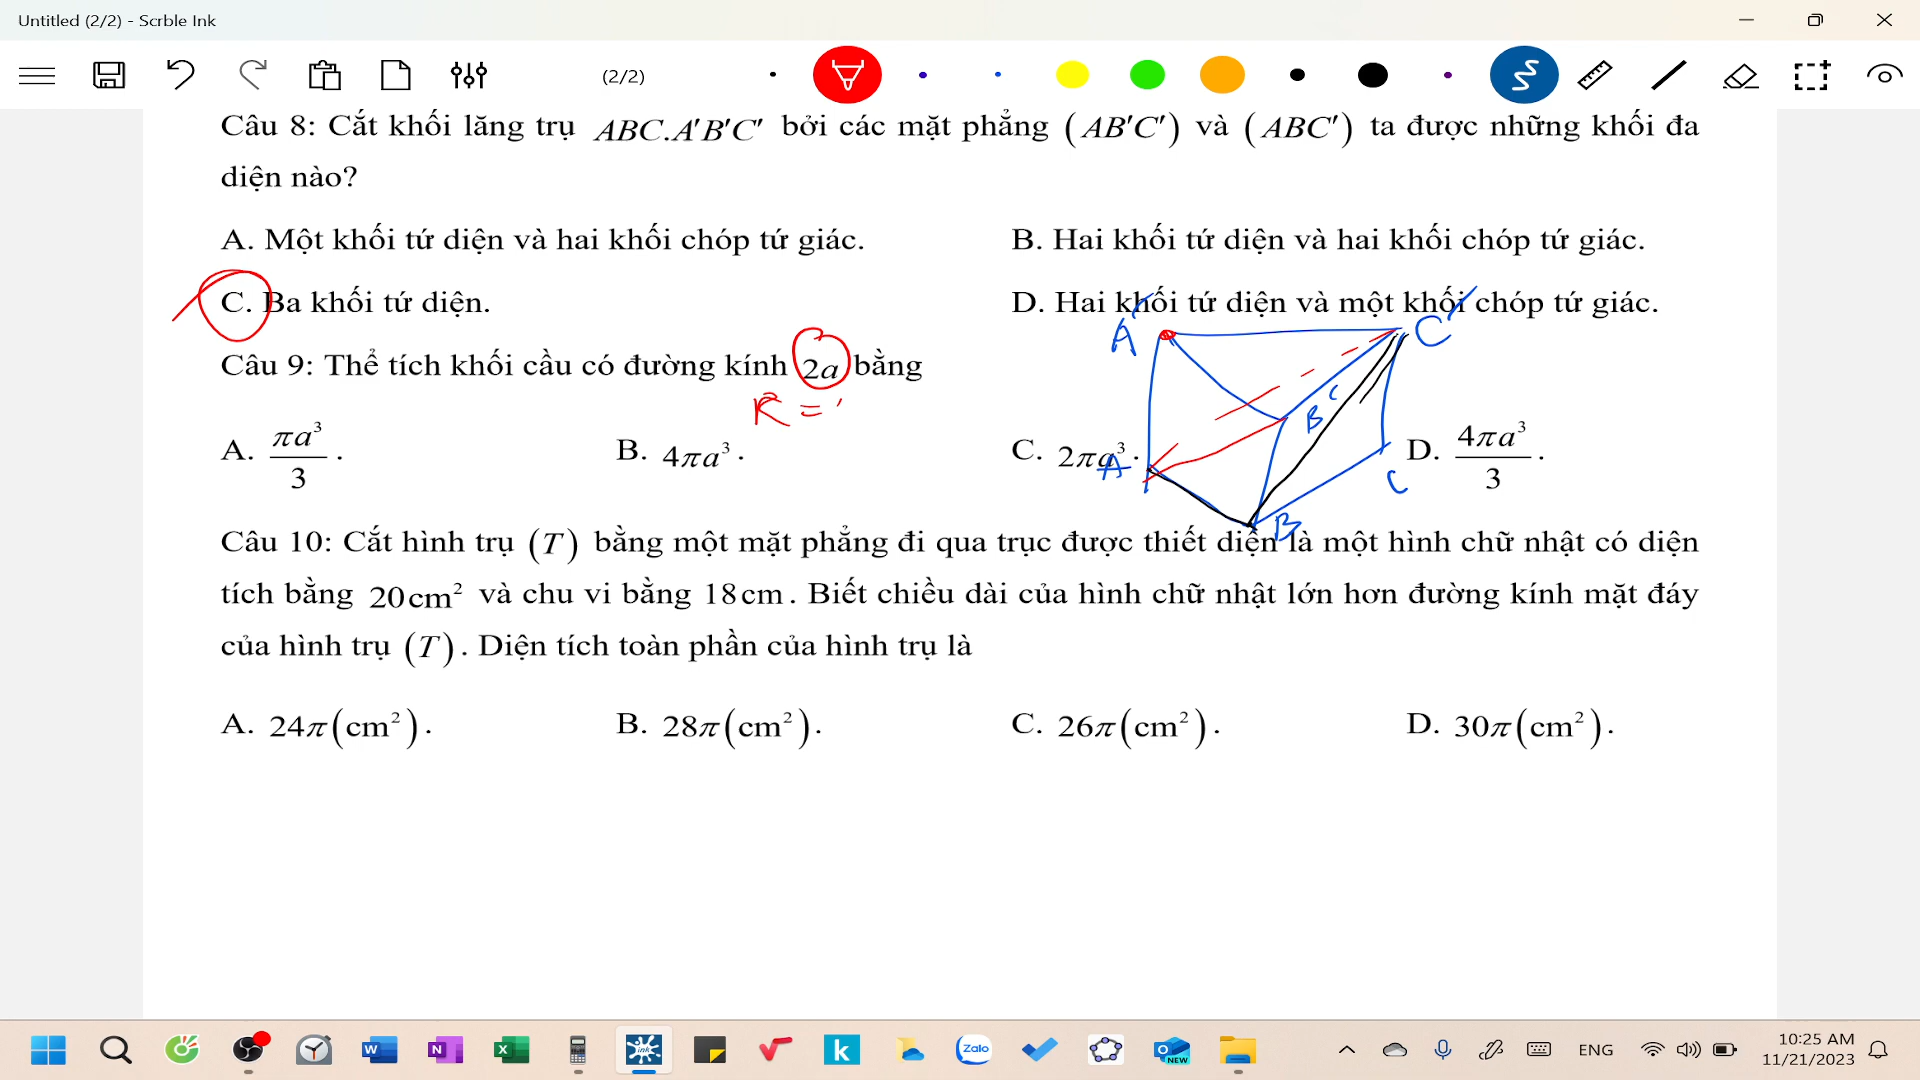 Untitled (2/2) - Scrble Ink
(2/2)
Câu 8: Cắt khối lăng trụ ABC.A'B'C' bởi các mặt phẳng (AB'C') và (ABC') ta được những khối đa
diện nào?
A. Một khối tứ diện và hai khối chóp tứ giác.
B. Hai khối tứ diện và hai khối chóp tứ giác.
C. Ba khối tứ diện.
D. Hai khối tứ diện và một khối chóp tứ giác.
A'
C'
Câu 9: Thể tích khối cầu có đường kính 2a bằng
R =
B'
A. πa³/3 .
B. 4πa³ .
C. 2πa³ .
D. 4πa³/3 .
A
C
B
Câu 10: Cắt hình trụ (T) bằng một mặt phẳng đi qua trục được thiết diện là một hình chữ nhật có diện
tích bằng 20cm² và chu vi bằng 18cm. Biết chiều dài của hình chữ nhật lớn hơn đường kính mặt đáy
của hình trụ (T). Diện tích toàn phần của hình trụ là
A. 24π(cm²).
B. 28π(cm²).
C. 26π(cm²).
D. 30π(cm²).
ink
Zalo
NEW
ENG
10:25 AM
11/21/2023